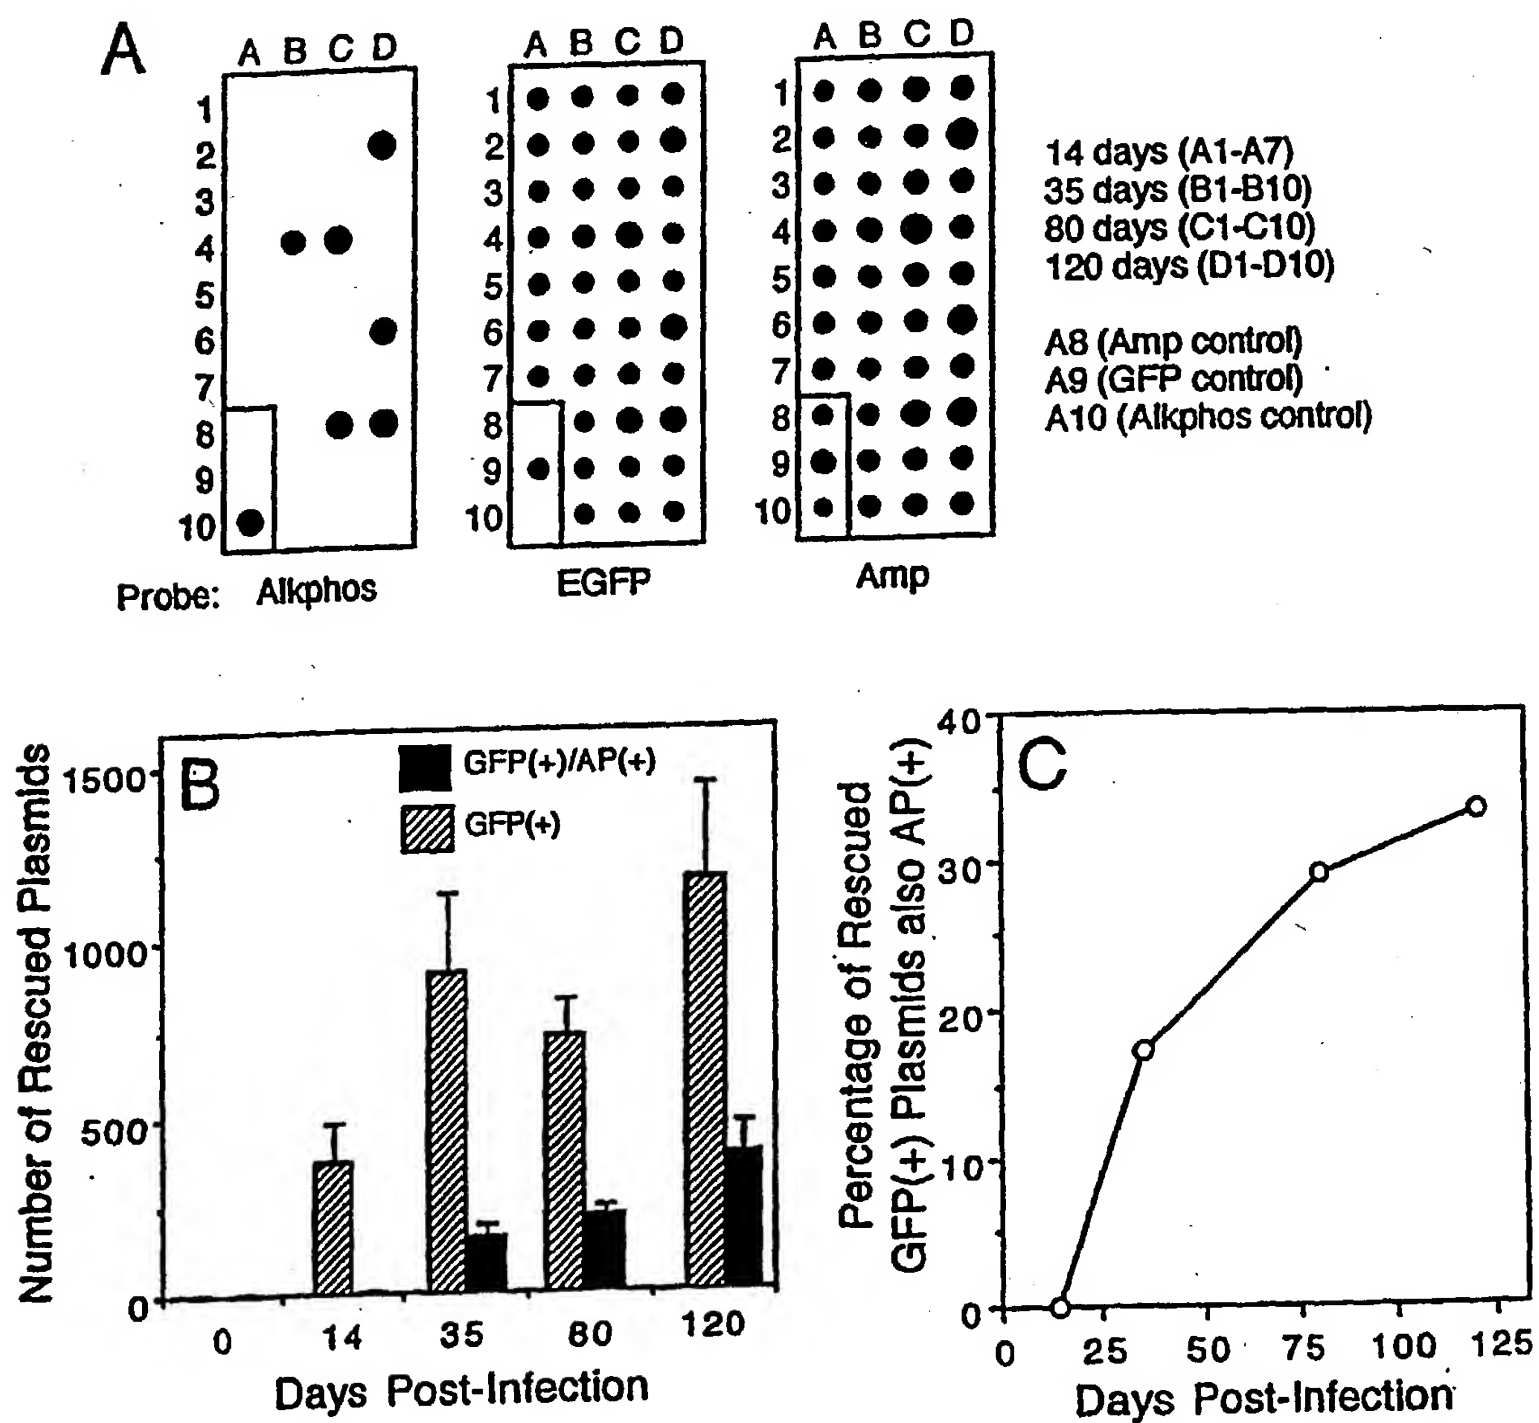 A
A B C D
1
2
3
4
5
6
7
8
9
10
A B C D
1
2
3
4
5
6
7
8
9
10
A B C D
1
2
3
4
5
6
7
8
9
10
14 days (A1-A7)
35 days (B1-B10)
80 days (C1-C10)
120 days (D1-D10)
A8 (Amp control)
A9 (GFP control)
A10 (Alkphos control)
Probe: Alkphos
EGFP
Amp
B
GFP(+)/AP(+)
GFP(+)
Number of Rescued Plasmids
1500
1000
500
0
0 14 35 80 120
Days Post-Infection
C
Percentage of Rescued
GFP(+) Plasmids also AP(+)
40
30
20
10
0
0 25 50 75 100 125
Days Post-Infection